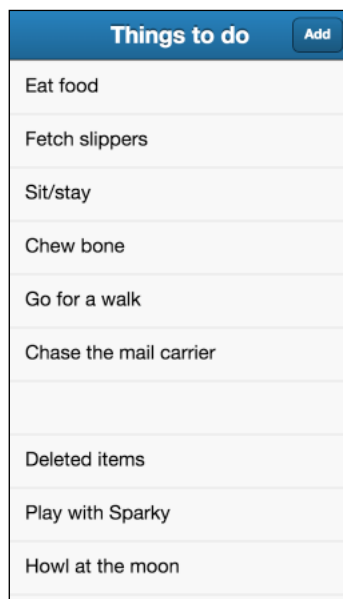 Things to do
Add
Eat food
Fetch slippers
Sit/stay
Chew bone
Go for a walk
Chase the mail carrier
Deleted items
Play with Sparky
Howl at the moon